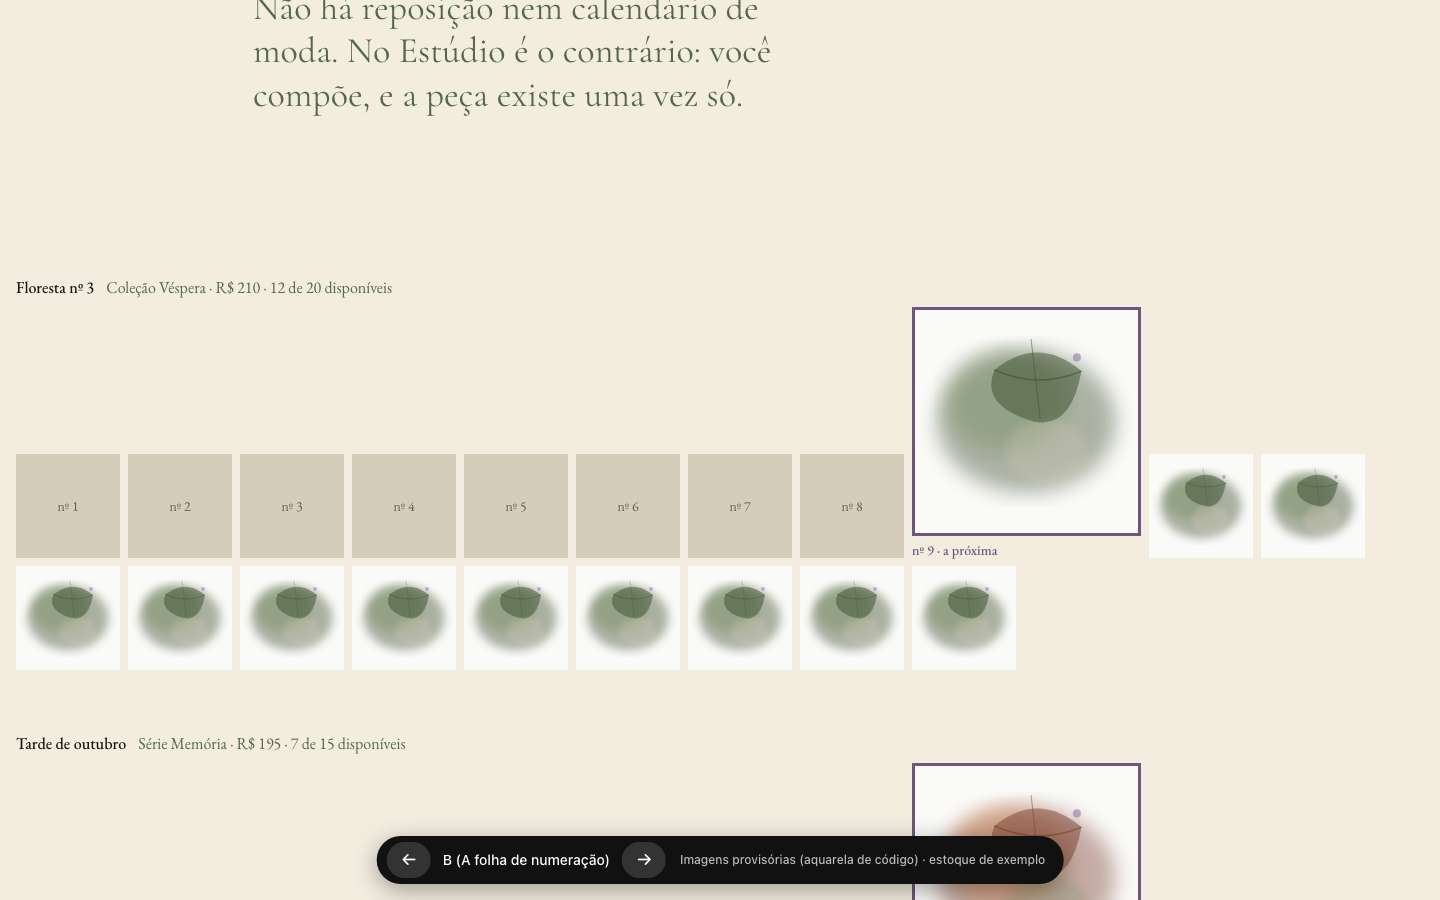 Não há reposição nem calendário de
moda. No Estúdio é o contrário: você
compõe, e a peça existe uma vez só.
Floresta nº 3 Coleção Véspera · R$ 210 · 12 de 20 disponíveis
nº 1 nº 2 nº 3 nº 4 nº 5 nº 6 nº 7 nº 8
nº 9 · a próxima
Tarde de outubro Série Memória · R$ 195 · 7 de 15 disponíveis
← B (A folha de numeração) → Imagens provisórias (aquarela de código) · estoque de exemplo